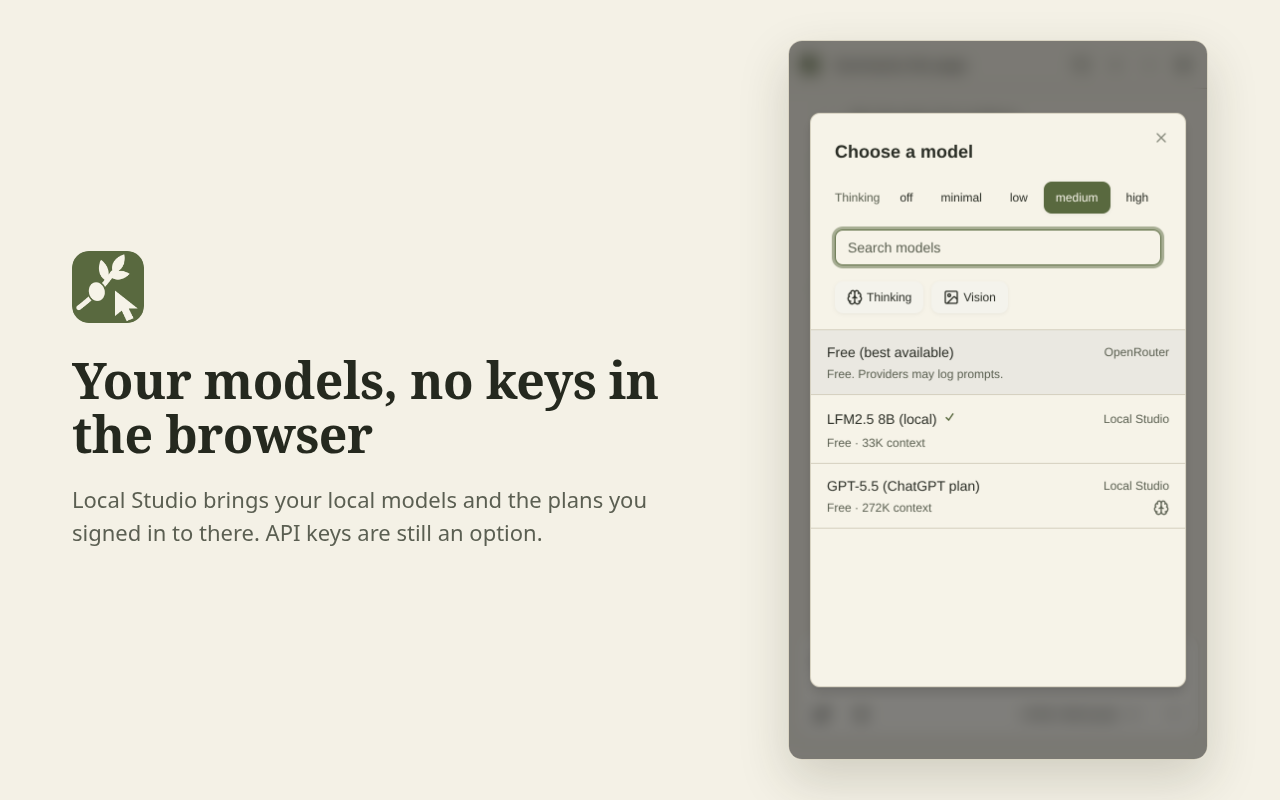 Your models, no keys in
the browser
Local Studio brings your local models and the plans you
signed in to there. API keys are still an option.
Choose a model
Thinking off minimal low medium high
Search models
Thinking Vision
Free (best available) OpenRouter
Free. Providers may log prompts.
LFM2.5 8B (local) Local Studio
Free · 33K context
GPT-5.5 (ChatGPT plan) Local Studio
Free · 272K context